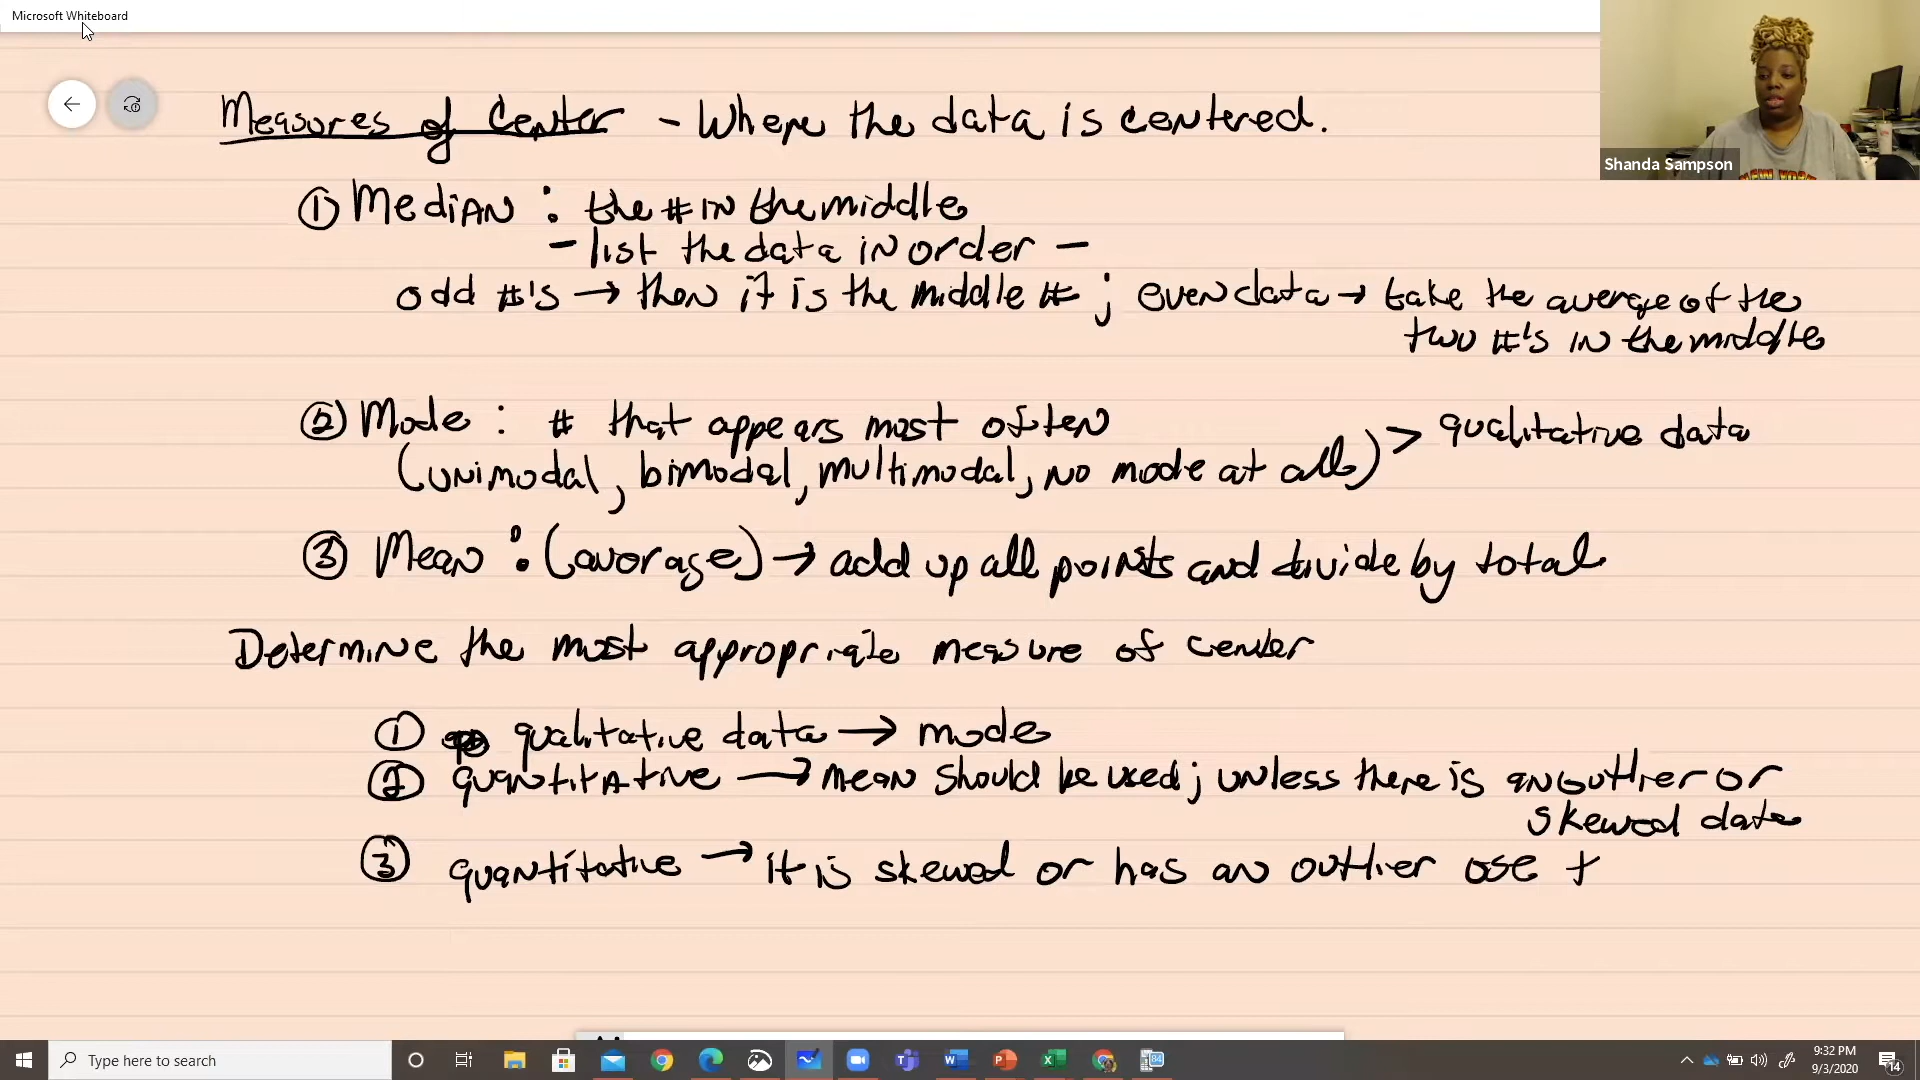 Microsoft Whiteboard
Shanda Sampson
Measures of Center - Where the data is centered.
① Median : the # in the middle
- list the data in order -
odd #'s → then it is the middle # ; even data → take the average of the
two #'s in the middle
② Mode : # that appears most often
(unimodal, bimodal, multimodal, no mode at all) > qualitative data
③ Mean : (average) → add up all points and divide by total
Determine the most appropriate measure of center
① qualitative data → mode
② quantitative → mean should be used ; unless there is an outlier or
skewed data
③ quantitative → it is skewed or has an outlier use t
Type here to search
84
9:32 PM
9/3/2020
14